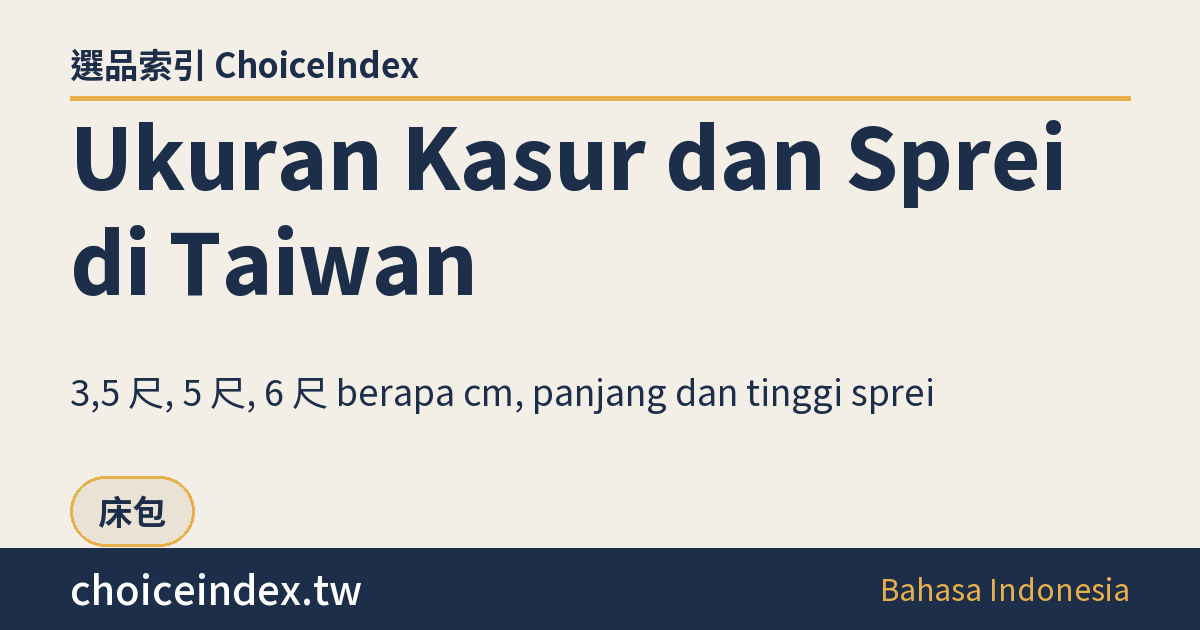 選品索引 ChoiceIndex
Ukuran Kasur dan Sprei
di Taiwan
3,5 尺, 5 尺, 6 尺 berapa cm, panjang dan tinggi sprei
床包
choiceindex.tw
Bahasa Indonesia